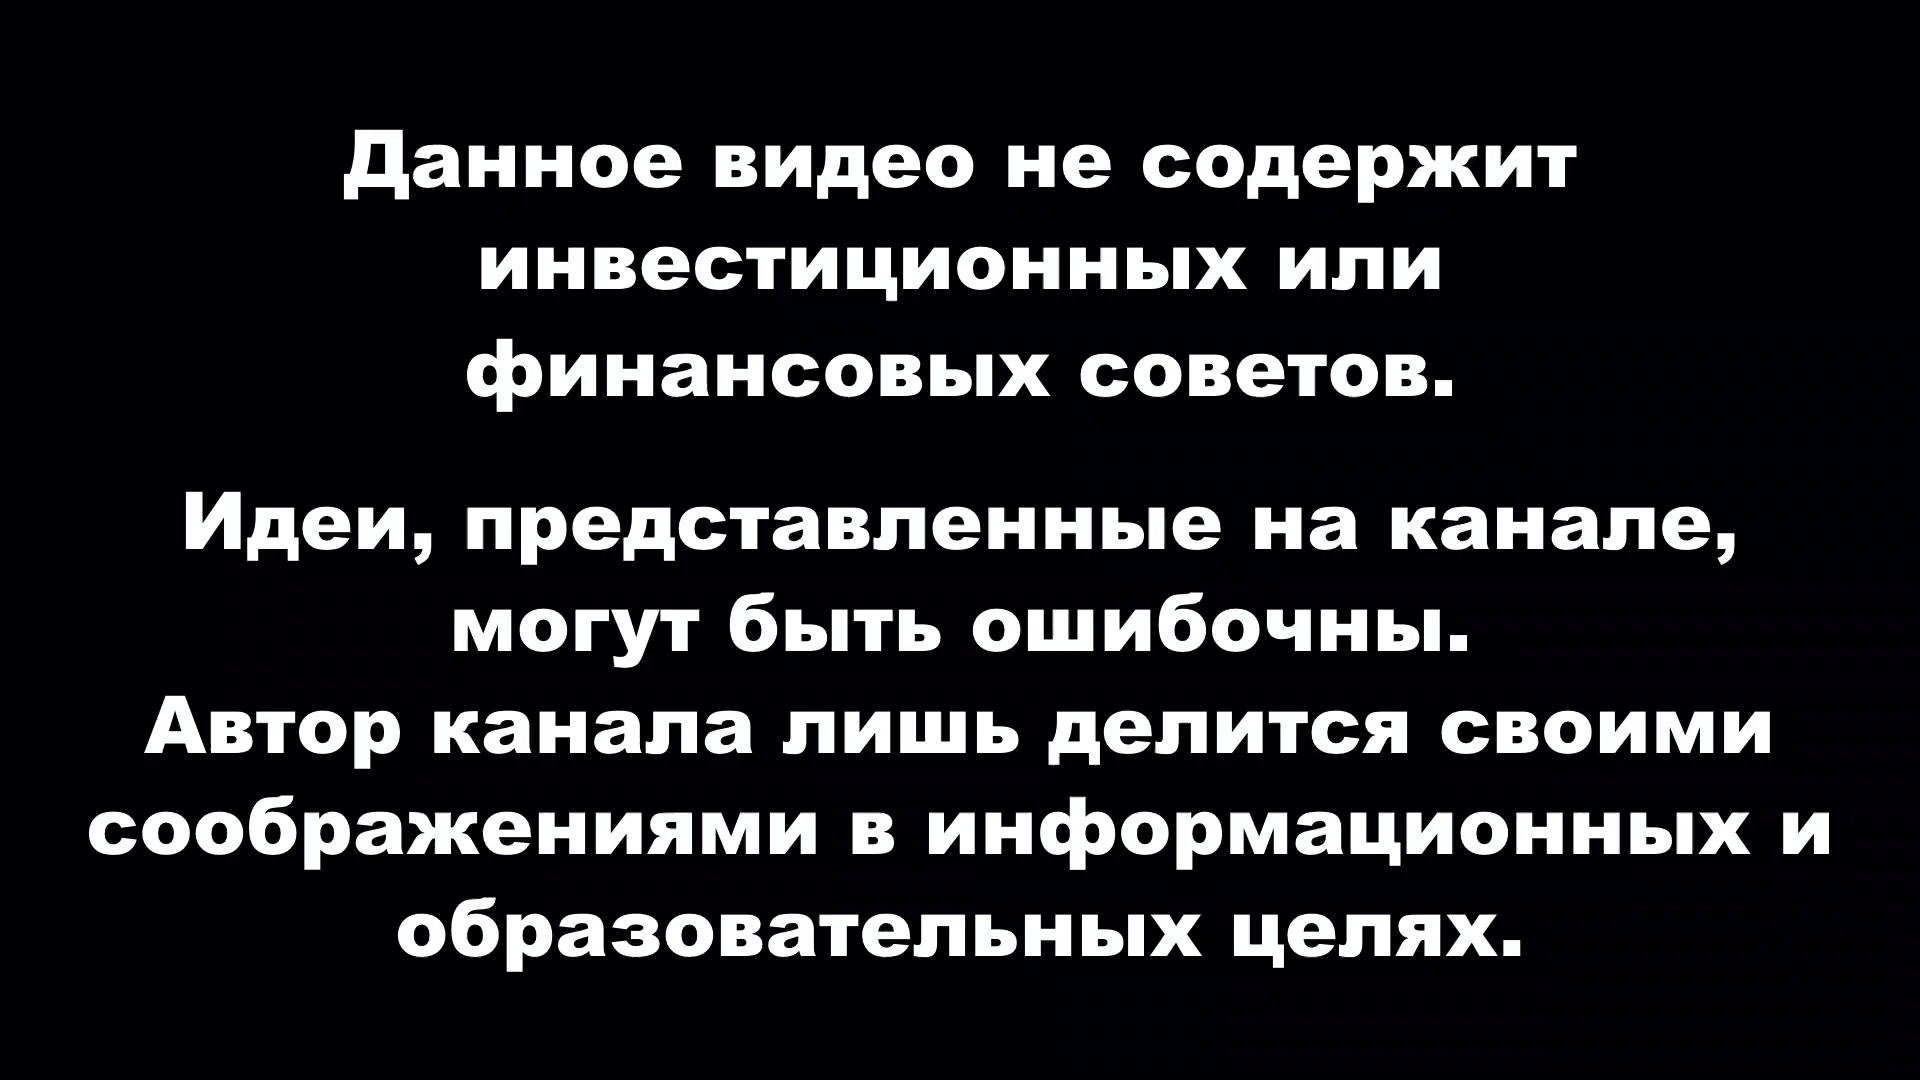 Данное видео не содержит
инвестиционных или
финансовых советов.
Идеи, представленные на канале,
могут быть ошибочны.
Автор канала лишь делится своими
соображениями в информационных и
образовательных целях.